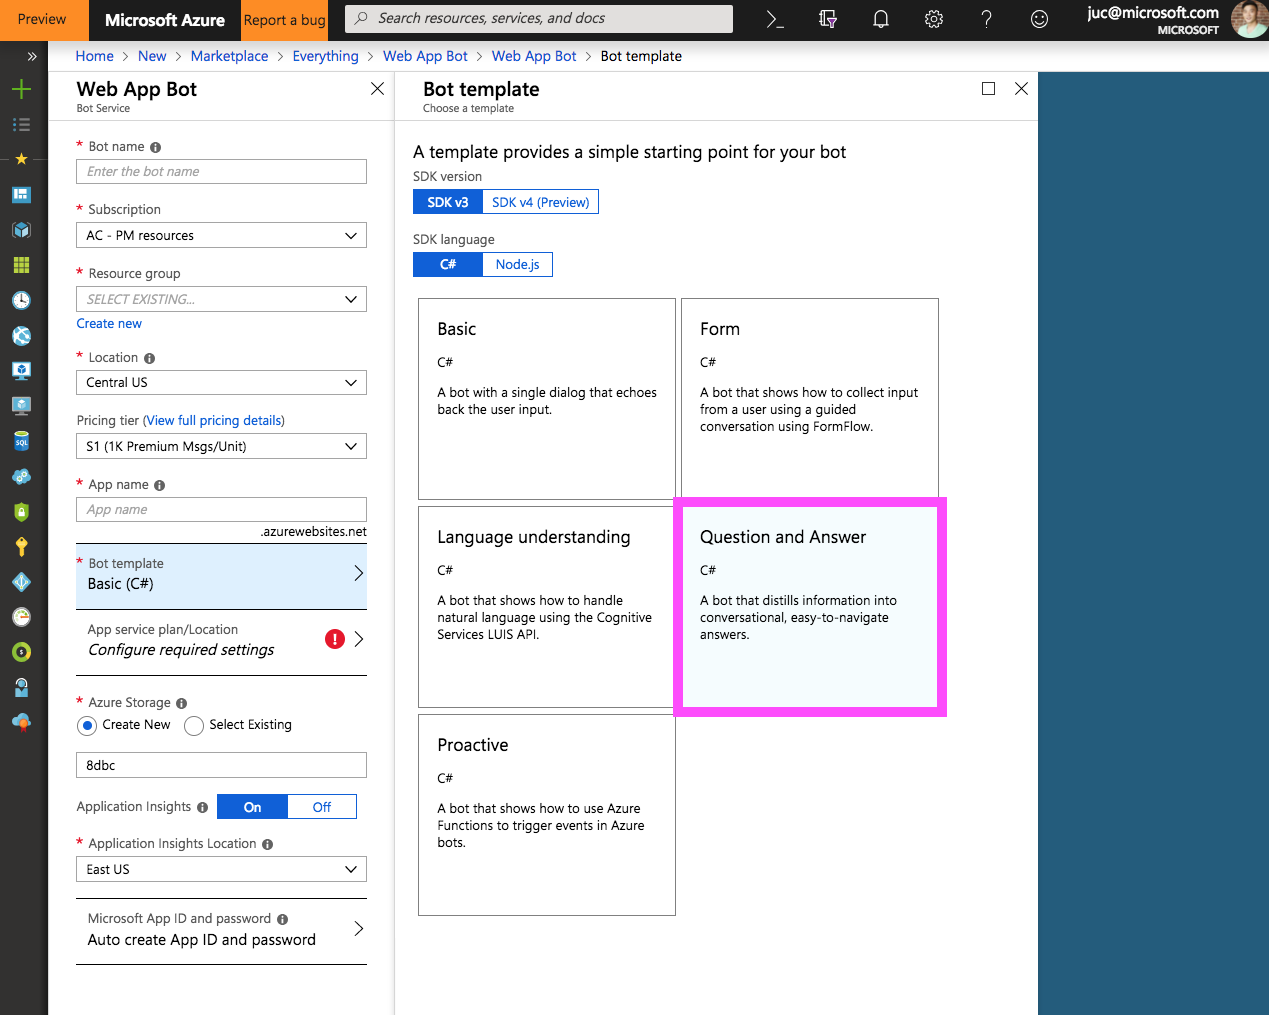 Preview
Microsoft Azure
Report a bug
Search resources, services, and docs
juc@microsoft.com
MICROSOFT
Home > New > Marketplace > Everything > Web App Bot > Web App Bot > Bot template
Web App Bot
Bot Service
* Bot name
Enter the bot name
* Subscription
AC - PM resources
* Resource group
SELECT EXISTING...
Create new
* Location
Central US
Pricing tier (View full pricing details)
S1 (1K Premium Msgs/Unit)
* App name
App name
.azurewebsites.net
* Bot template
Basic (C#)
App service plan/Location
Configure required settings
* Azure Storage
Create New
Select Existing
8dbc
Application Insights
On
Off
* Application Insights Location
East US
Microsoft App ID and password
Auto create App ID and password
Bot template
Choose a template
A template provides a simple starting point for your bot
SDK version
SDK v3
SDK v4 (Preview)
SDK language
C#
Node.js
Basic
C#
A bot with a single dialog that echoes
back the user input.
Form
C#
A bot that shows how to collect input
from a user using a guided
conversation using FormFlow.
Language understanding
C#
A bot that shows how to handle
natural language using the Cognitive
Services LUIS API.
Question and Answer
C#
A bot that distills information into
conversational, easy-to-navigate
answers.
Proactive
C#
A bot that shows how to use Azure
Functions to trigger events in Azure
bots.
SQL